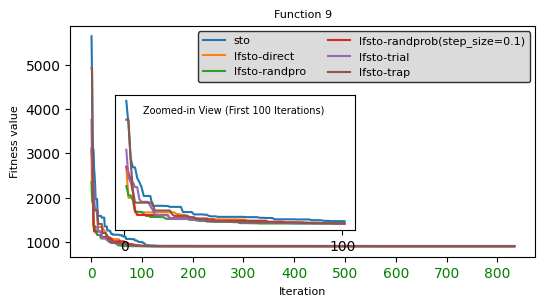 Function 9
sto
lfsto-direct
lfsto-randpro
lfsto-randprob(step_size=0.1)
lfsto-trial
lfsto-trap
Zoomed-in View (First 100 Iterations)
0
100
Fitness value
5000
4000
3000
2000
1000
0 100 200 300 400 500 600 700 800
Iteration